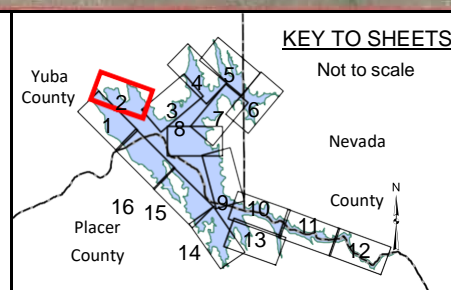 KEY TO SHEETS
Not to scale
Yuba
County
5
4
2
6
3
7
1
8
Nevada
County
N
9
10
16
15
11
Placer
County
13
12
14